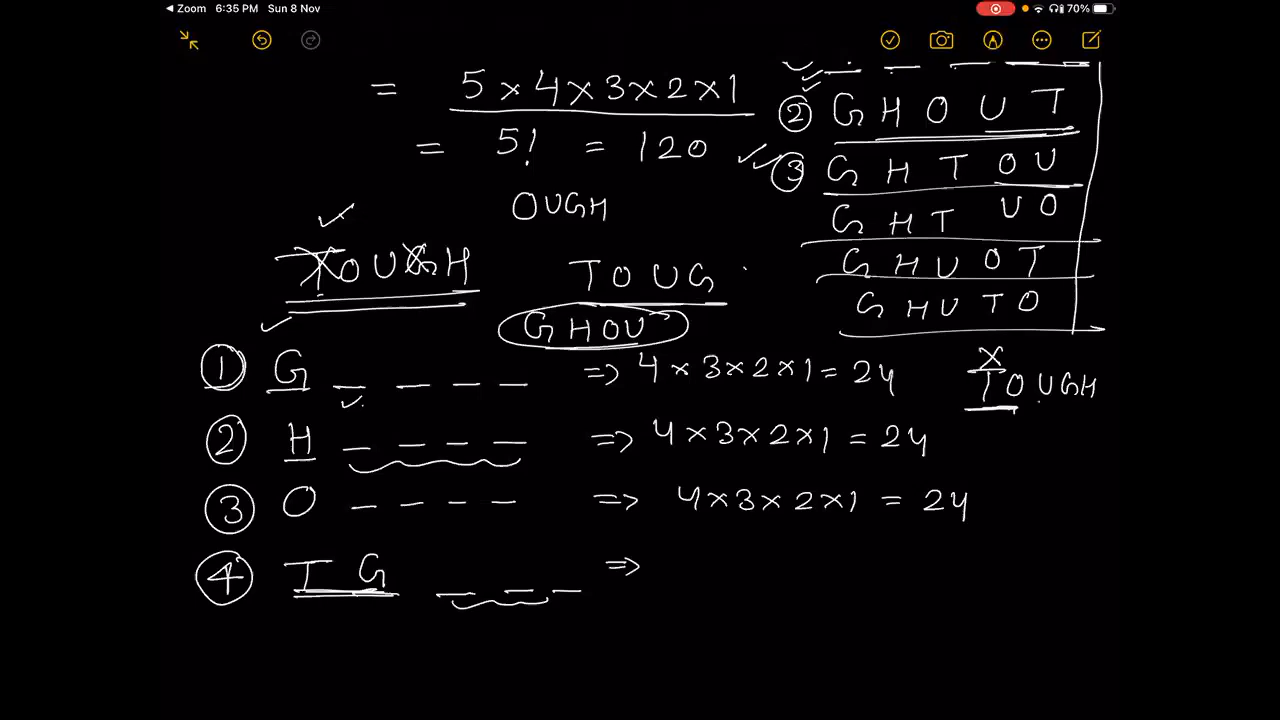 Zoom 6:35 PM Sun 8 Nov 70%
= 5 × 4 × 3 × 2 × 1
= 5! = 120
OUGH
TOUGH
TOUG
GHOU
② GHOUT
③ GHTOU
GHTUO
GHUOT
GHUTO
① G _ _ _ _ => 4 × 3 × 2 × 1 = 24
X
TOUGH
② H _ _ _ _ => 4 × 3 × 2 × 1 = 24
③ O _ _ _ _ => 4 × 3 × 2 × 1 = 24
④ T G _ _ _ =>